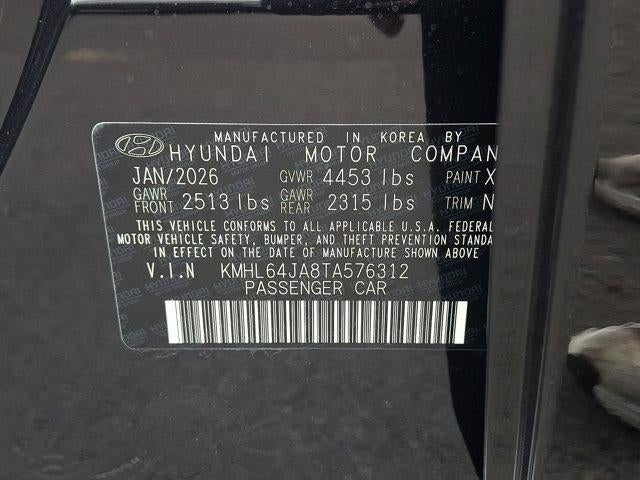 MANUFACTURED IN KOREA BY
HYUNDAI MOTOR COMPAN
JAN/2026 GVWR 4453 lbs PAINT X
GAWR FRONT 2513 lbs GAWR REAR 2315 lbs TRIM N
THIS VEHICLE CONFORMS TO ALL APPLICABLE U.S.A. FEDERAL
MOTOR VEHICLE SAFETY, BUMPER, AND THEFT PREVENTION STANDA
IN EFFECT ON THE DATE OF MANUFACTURE SHOWN ABOVE.
V.I.N KMHL64JA8TA576312
PASSENGER CAR